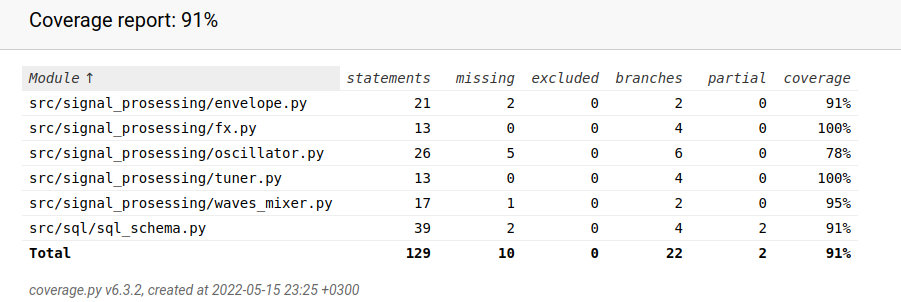 Coverage report: 91%
Module ↑ statements missing excluded branches partial coverage
src/signal_prosessing/envelope.py 21 2 0 2 0 91%
src/signal_prosessing/fx.py 13 0 0 4 0 100%
src/signal_prosessing/oscillator.py 26 5 0 6 0 78%
src/signal_prosessing/tuner.py 13 0 0 4 0 100%
src/signal_prosessing/waves_mixer.py 17 1 0 2 0 95%
src/sql/sql_schema.py 39 2 0 4 2 91%
Total 129 10 0 22 2 91%
coverage.py v6.3.2, created at 2022-05-15 23:25 +0300